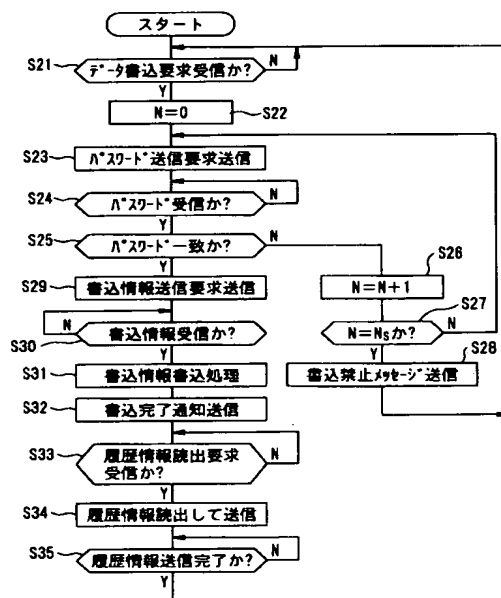 スタート
S21
データ書込要求受信か?
N
Y
N=0
S22
S23
パスワード送信要求送信
S24
パスワード受信か?
N
Y
S25
パスワード一致か?
N
Y
S26
N=N+1
S29
書込情報送信要求送信
S27
N=Nsか?
N
Y
S30
N
書込情報受信か?
Y
S28
書込禁止メッセージ送信
S31
書込情報書込処理
S32
書込完了通知送信
S33
履歴情報読出要求
受信か?
N
Y
S34
履歴情報読出して送信
S35
履歴情報送信完了か?
N
Y